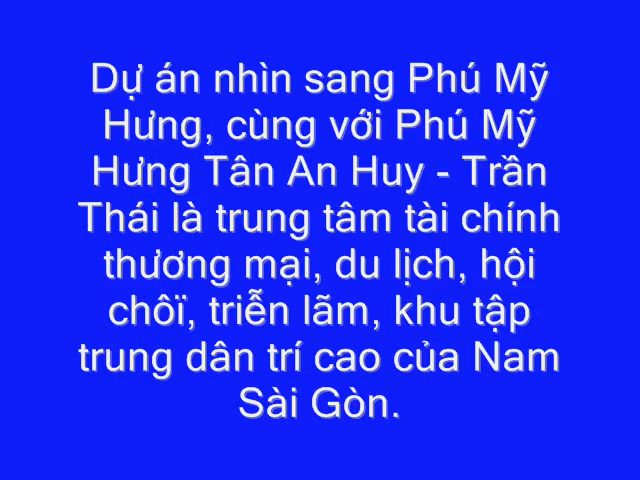 Dự án nhìn sang Phú Mỹ
Hưng, cùng với Phú Mỹ
Hưng Tân An Huy - Trần
Thái là trung tâm tài chính
thương mại, du lịch, hội
chôï, triễn lãm, khu tập
trung dân trí cao của Nam
Sài Gòn.